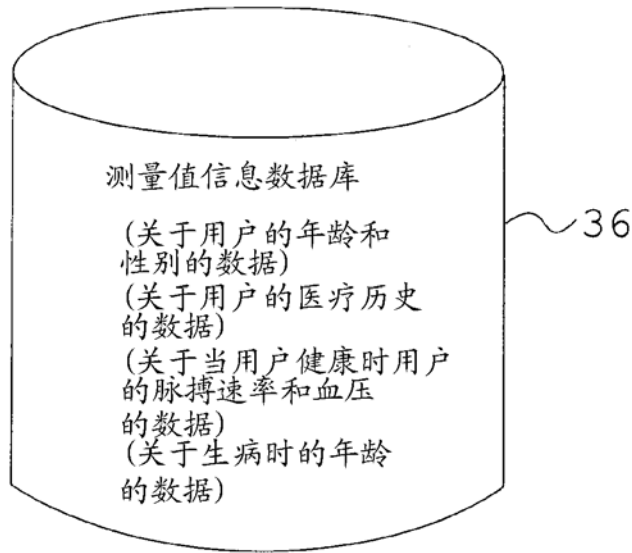 测量值信息数据库
(关于用户的年龄和
性别的数据)
36
(关于用户的医疗历史
的数据)
(关于当用户健康时用户
的脉搏速率和血压
的数据)
(关于生病时的年龄
的数据)